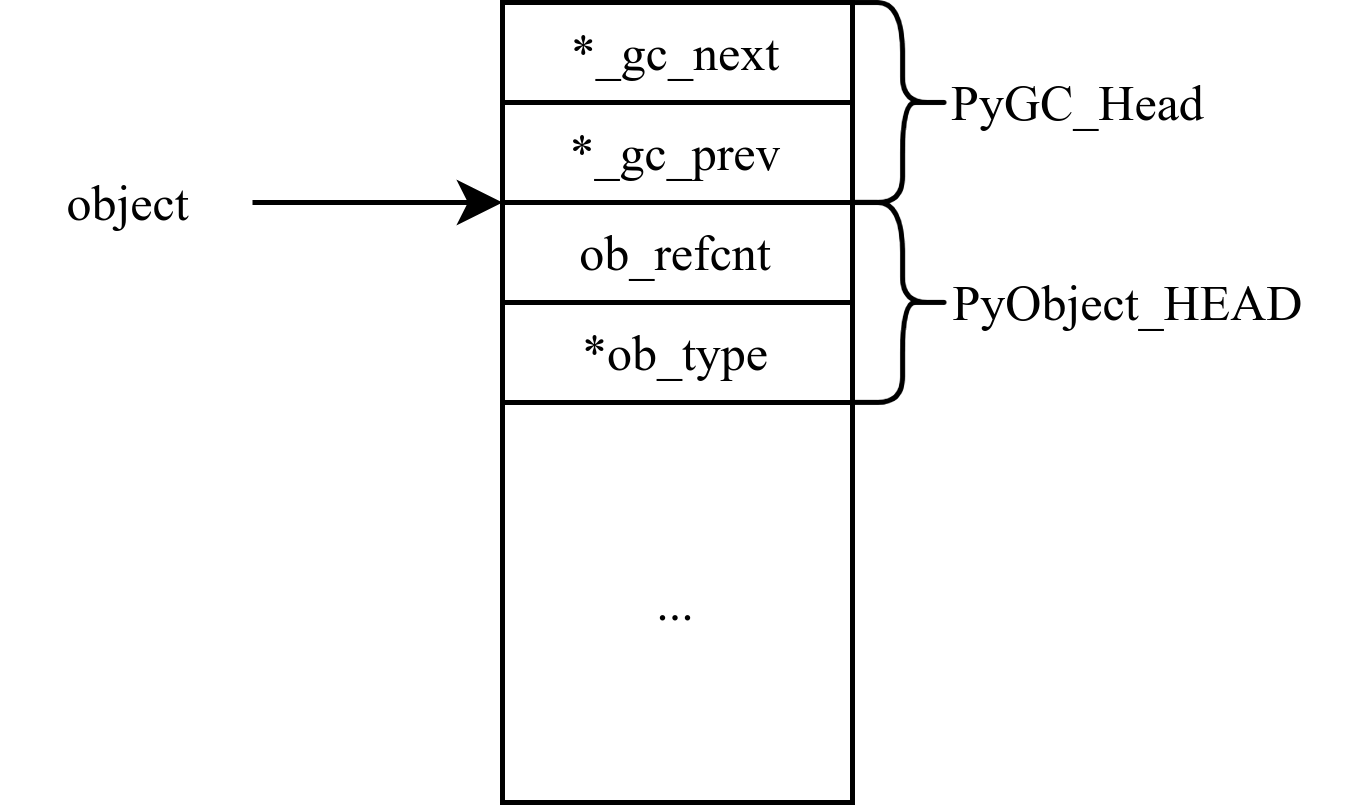 *_gc_next
PyGC_Head
*_gc_prev
object
ob_refcnt
PyObject_HEAD
*ob_type
...